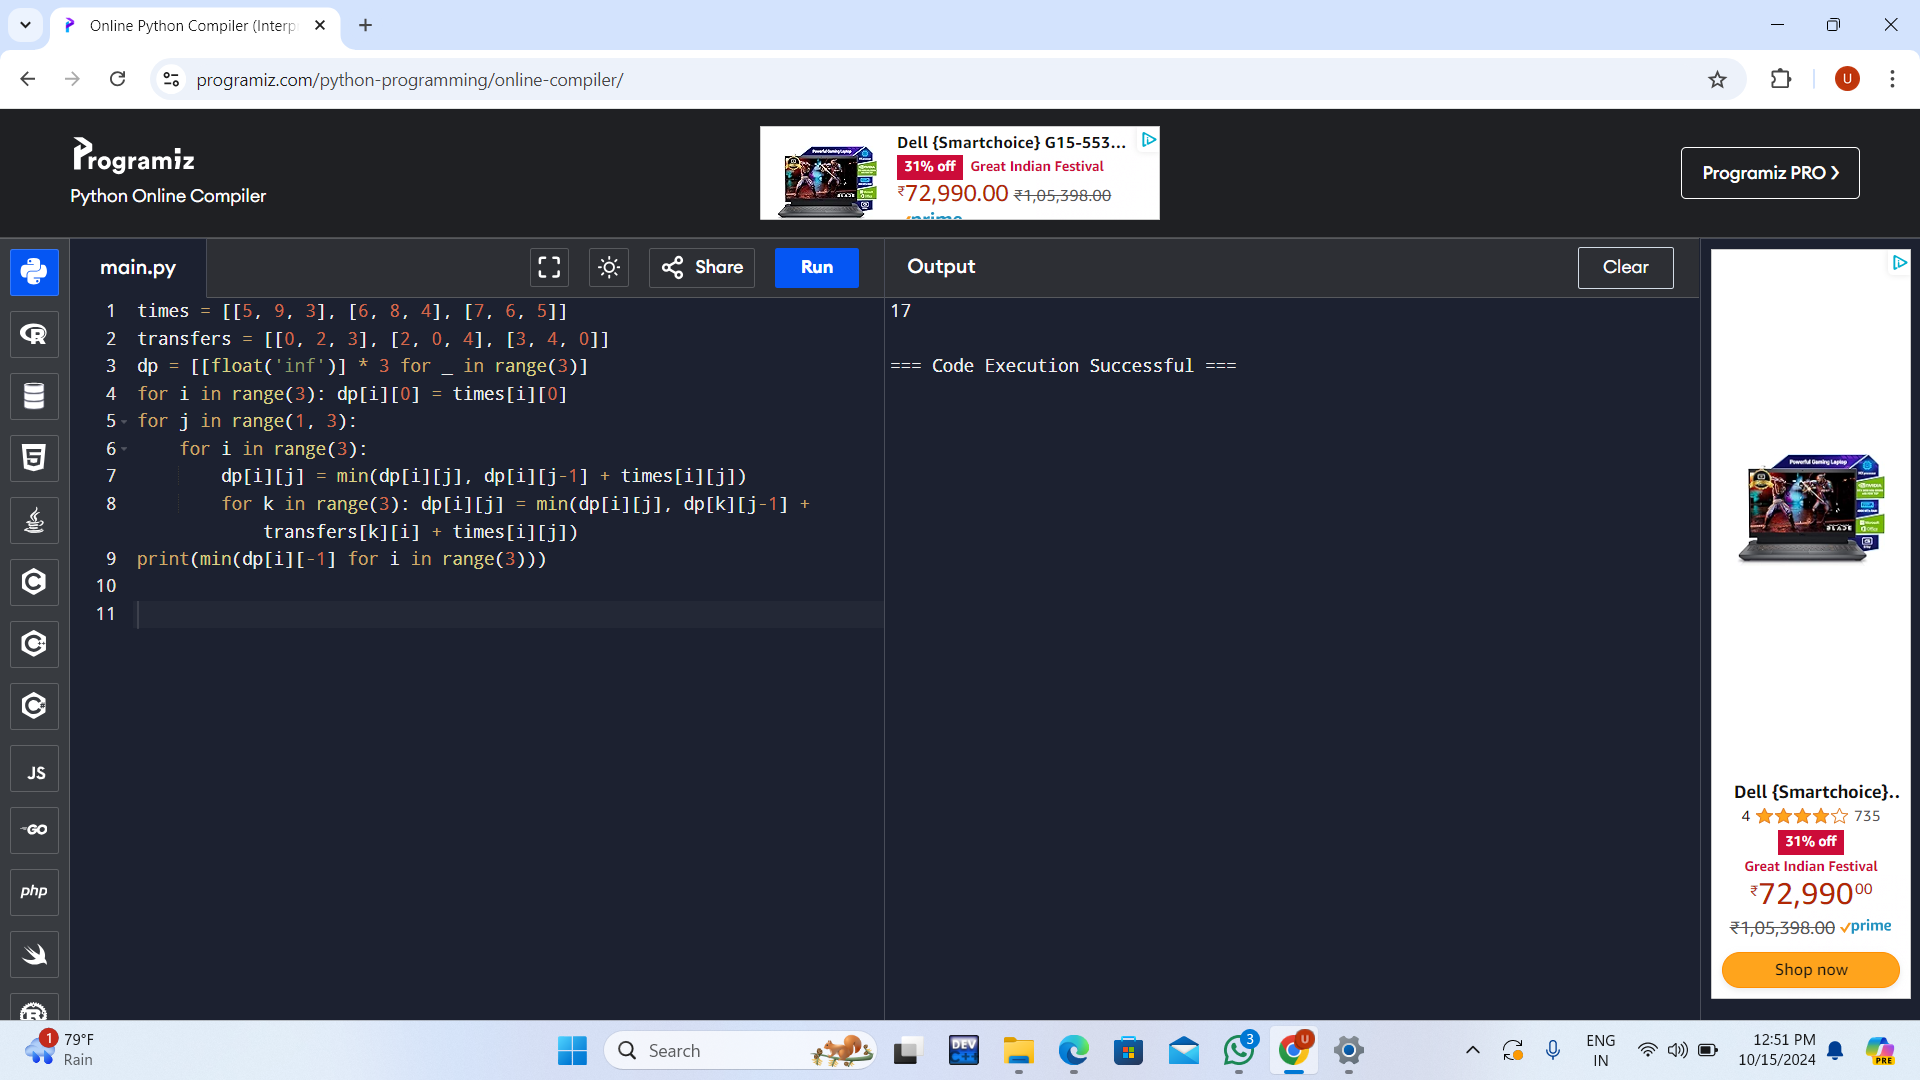 Online Python Compiler (Interp
programiz.com/python-programming/online-compiler/
U
Programiz
Python Online Compiler
Dell {Smartchoice} G15-553...
31% off Great Indian Festival
₹72,990.00 ₹1,05,398.00
prime
Programiz PRO ❯
main.py
Share
Run
Output
Clear
1 times = [[5, 9, 3], [6, 8, 4], [7, 6, 5]]
2 transfers = [[0, 2, 3], [2, 0, 4], [3, 4, 0]]
3 dp = [[float('inf')] * 3 for _ in range(3)]
4 for i in range(3): dp[i][0] = times[i][0]
5 for j in range(1, 3):
6     for i in range(3):
7         dp[i][j] = min(dp[i][j], dp[i][j-1] + times[i][j])
8         for k in range(3): dp[i][j] = min(dp[i][j], dp[k][j-1] +
            transfers[k][i] + times[i][j])
9 print(min(dp[i][-1] for i in range(3)))
10
11
17
=== Code Execution Successful ===
JS
GO
php
Powerful Gaming Laptop
Dell {Smartchoice}..
4 735
31% off
Great Indian Festival
₹72,990 00
₹1,05,398.00 prime
Shop now
1
79°F
Rain
Search
DEV
3
U
ENG
IN
12:51 PM
10/15/2024
PRE